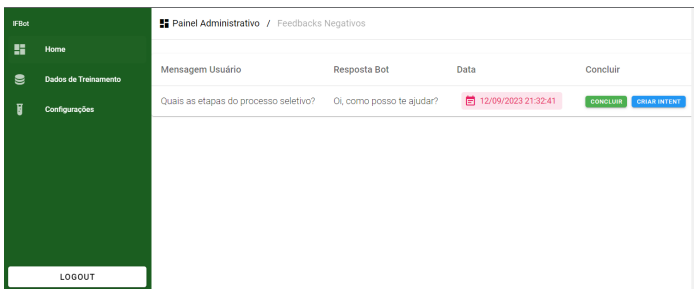 IFBot
Painel Administrativo / Feedbacks Negativos
Home
Dados de Treinamento
Configurações
Mensagem Usuário Resposta Bot Data Concluir
Quais as etapas do processo seletivo? Oi, como posso te ajudar? 12/09/2023 21:32:41 CONCLUIR CRIAR INTENT
LOGOUT